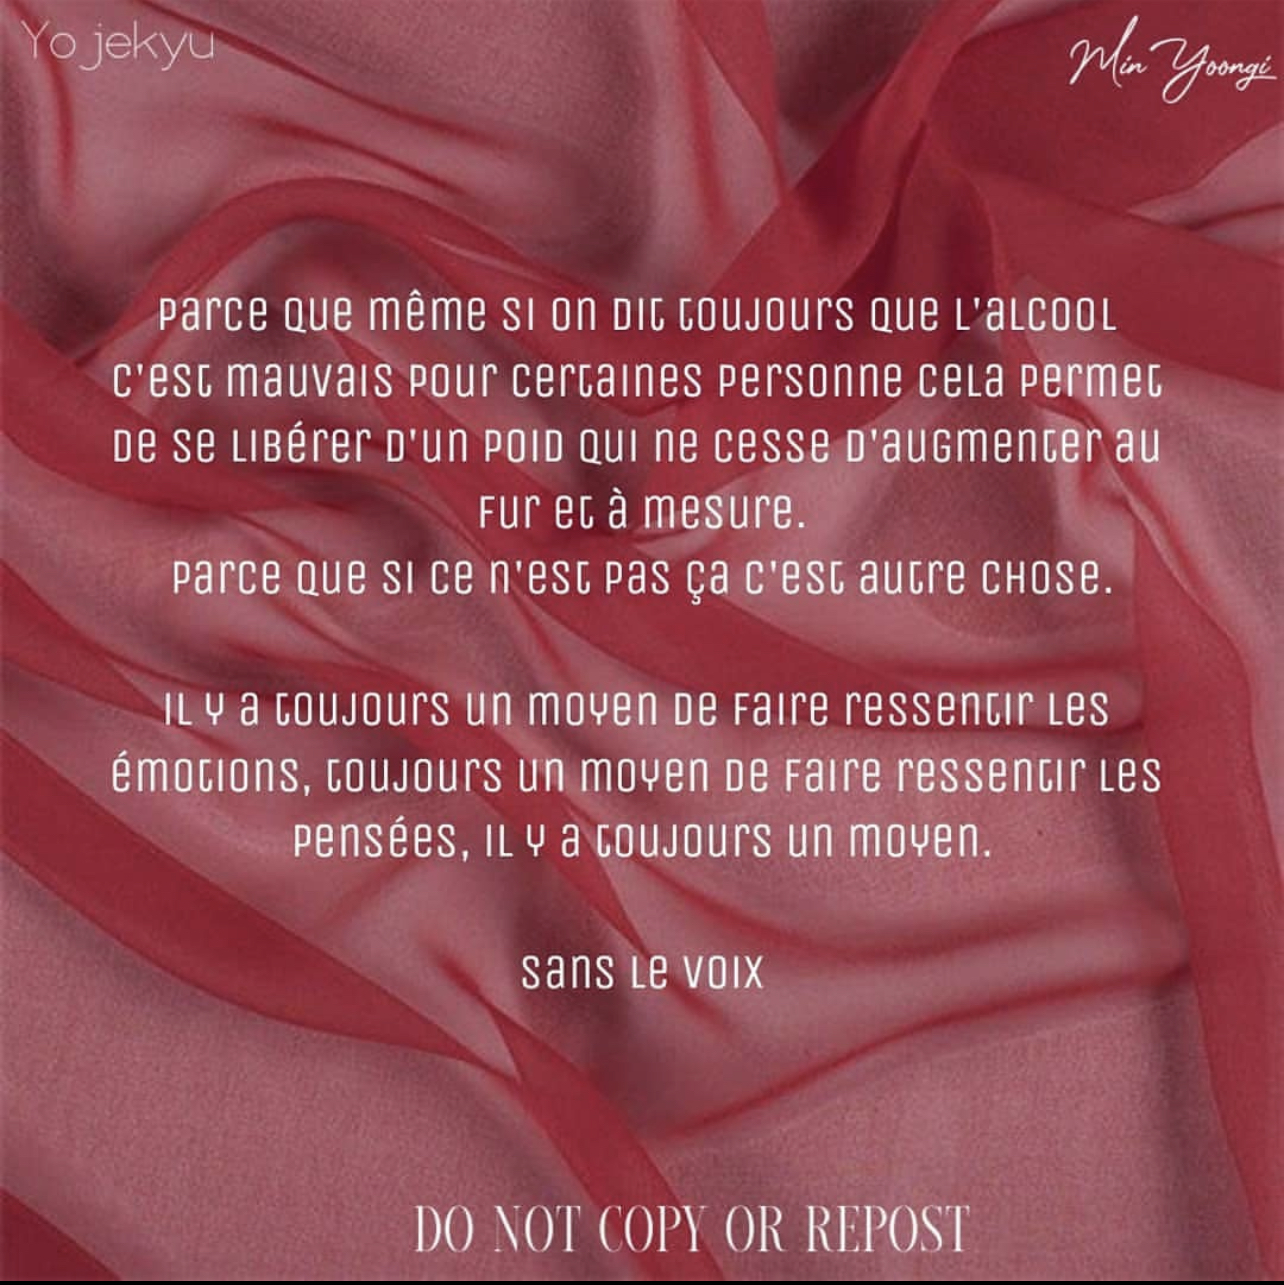 Yo jekyu
Min Yoongi
Parce que même si on dit toujours que l'alcool
c'est mauvais pour certaines personne cela permet
de se libérer d'un poid qui ne cesse d'augmenter au
fur et à mesure.
Parce que si ce n'est pas ça c'est autre chose.
Il y a toujours un moyen de faire ressentir les
émotions, toujours un moyen de faire ressentir les
pensées, il y a toujours un moyen.
Sans le voix
DO NOT COPY OR REPOST